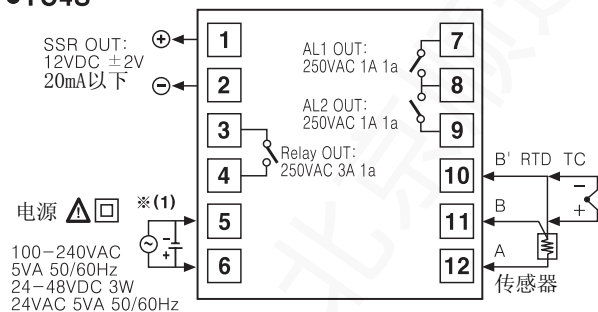 SSR OUT:
12VDC ±2V
20mA以下
1
2
3
4
5
6
AL1 OUT:
250VAC 1A 1a
AL2 OUT:
250VAC 1A 1a
Relay OUT:
250VAC 3A 1a
7
8
9
10
11
12
B' RTD TC
B
A
传感器
电源
※(1)
100-240VAC
5VA 50/60Hz
24-48VDC 3W
24VAC 5VA 50/60Hz